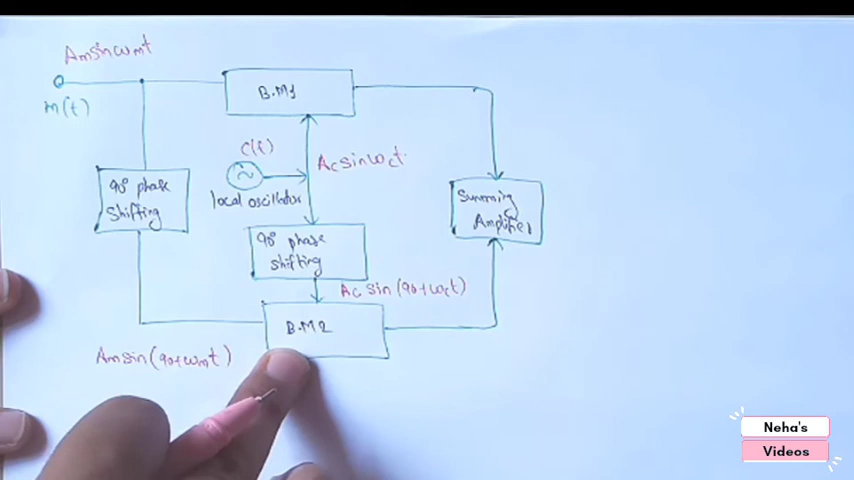 Amsinωmt
m(t)
B.M1
C(t)
Acsinωct
local oscillator
90° phase
shifting
90° phase
shifting
Summing
Amplifier
Ac sin(90+ωct)
B.M2
Amsin(90+ωmt)
Neha's
Videos